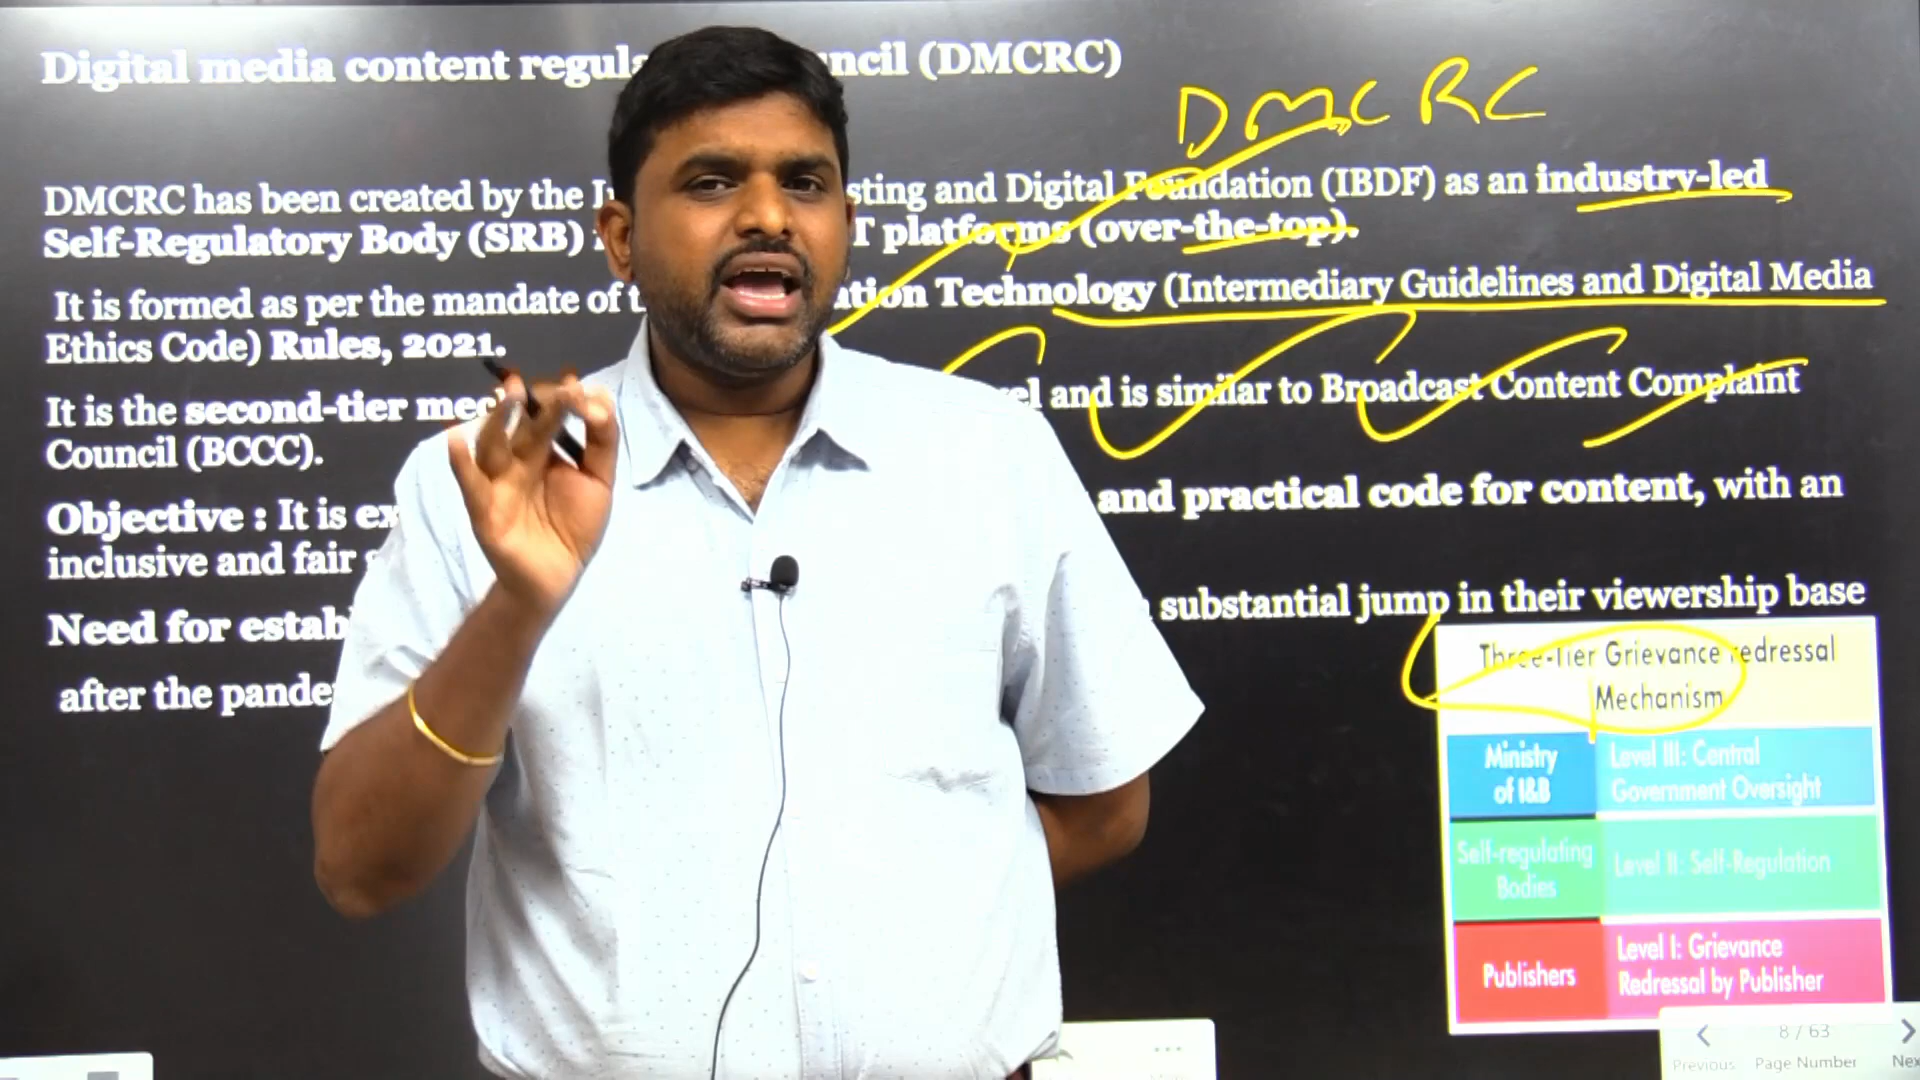 Digital media content regula ncil (DMCRC)
DMCRC
DMCRC has been created by the I sting and Digital Foundation (IBDF) as an industry-led
Self-Regulatory Body (SRB) T platforms (over-the-top).
It is formed as per the mandate of t ation Technology (Intermediary Guidelines and Digital Media
Ethics Code) Rules, 2021.
It is the second-tier mec el and is similar to Broadcast Content Complaint
Council (BCCC).
Objective : It is ex and practical code for content, with an
inclusive and fair
Need for estab substantial jump in their viewership base
after the pande
Three-Tier Grievance redressal
Mechanism
Ministry
of I&B
Level III: Central
Government Oversight
Self-regulating
Bodies
Level II: Self-Regulation
Publishers
Level I: Grievance
Redressal by Publisher
8 / 63
Previous Page Number Nex